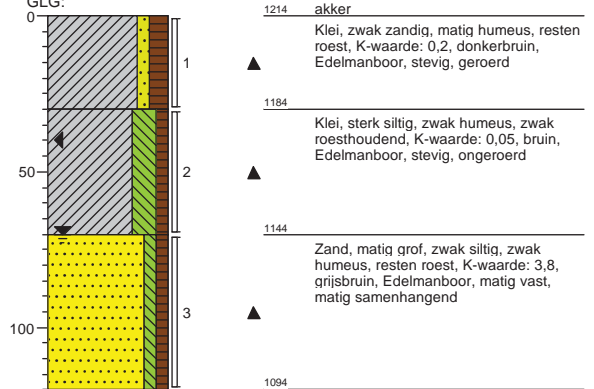 GLG:
0
1214 akker
Klei, zwak zandig, matig humeus, resten
roest, K-waarde: 0,2, donkerbruin,
Edelmanboor, stevig, geroerd
1
1184
Klei, sterk siltig, zwak humeus, zwak
roesthoudend, K-waarde: 0,05, bruin,
Edelmanboor, stevig, ongeroerd
50
2
1144
Zand, matig grof, zwak siltig, zwak
humeus, resten roest, K-waarde: 3,8,
grijsbruin, Edelmanboor, matig vast,
matig samenhangend
3
100
1094